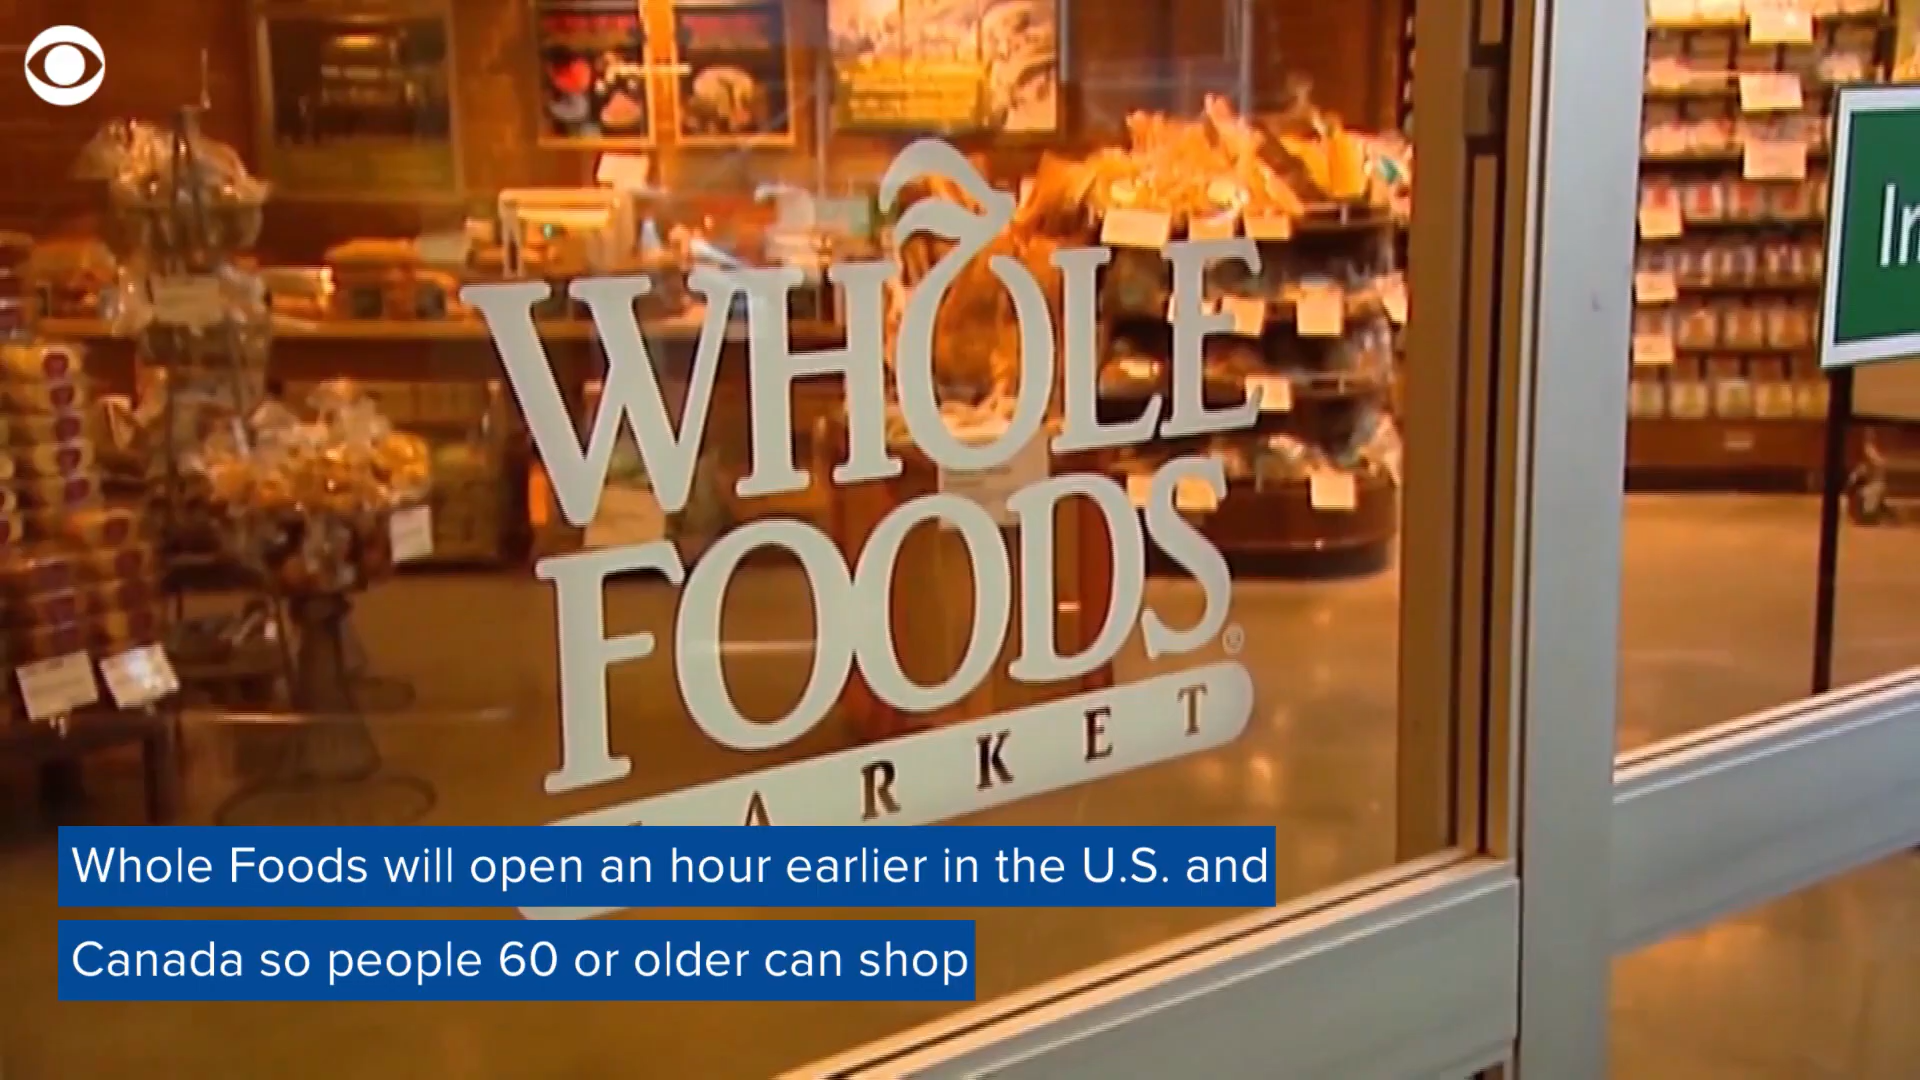 WHOLE
FOODS®
ARKET
In
Whole Foods will open an hour earlier in the U.S. and
Canada so people 60 or older can shop